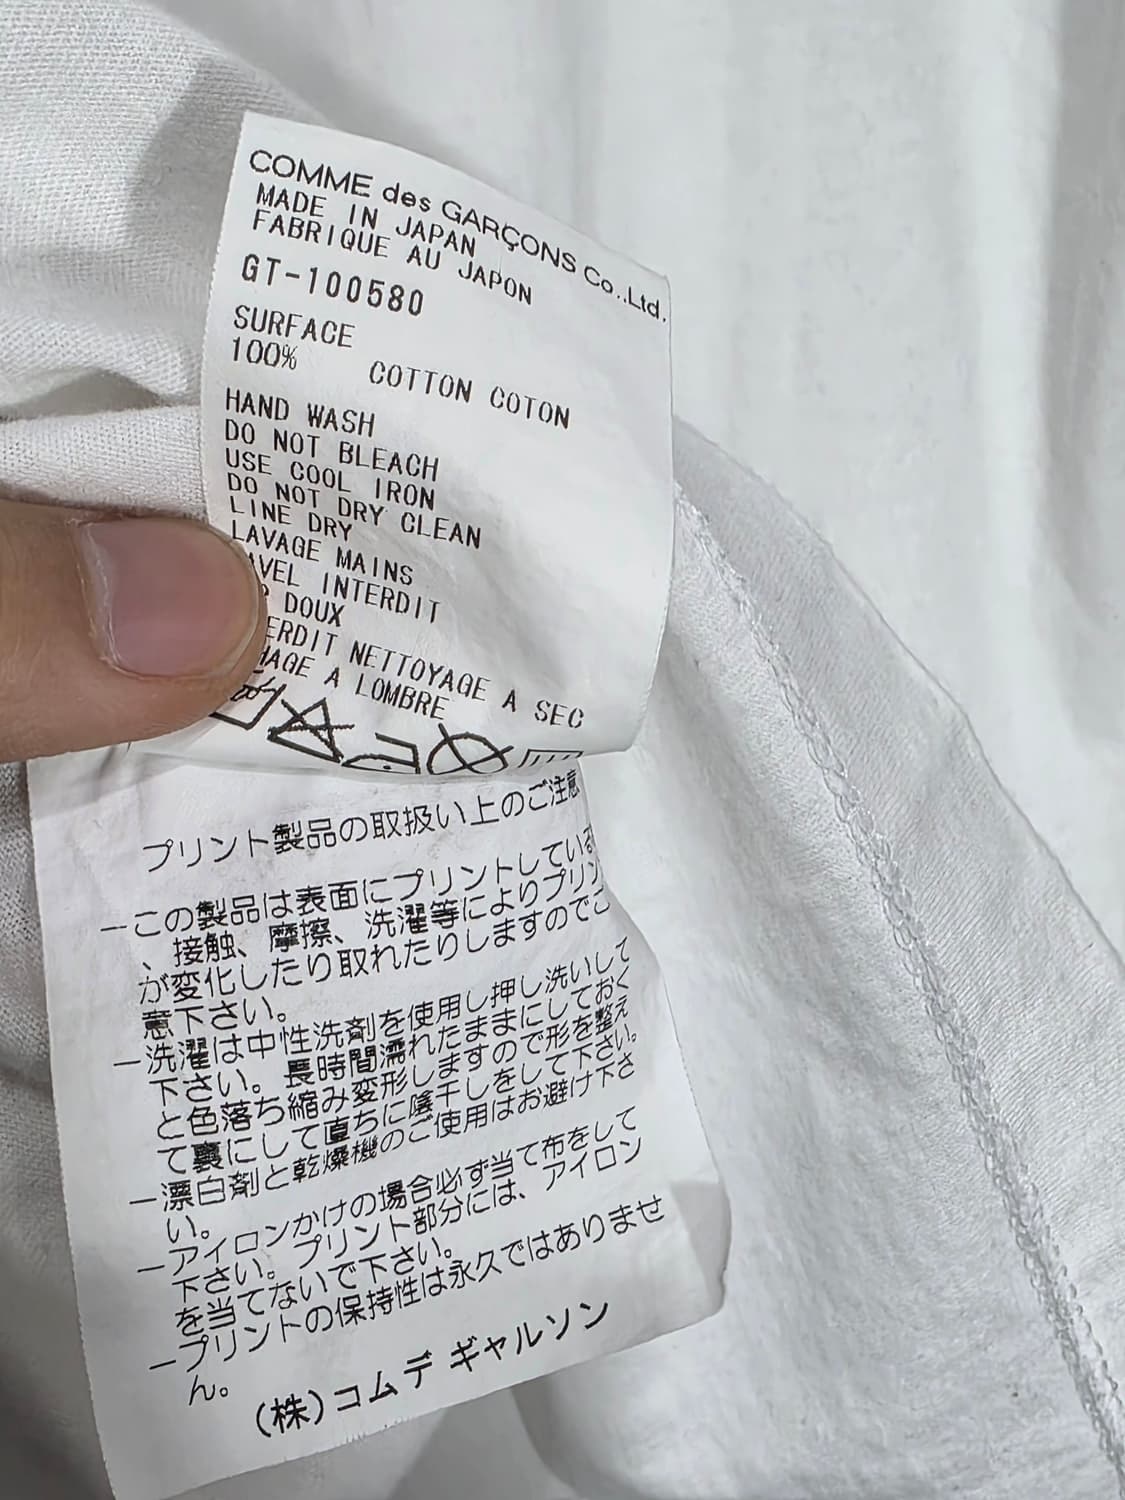 COMME des GARÇONS Co.,Ltd.
MADE IN JAPAN
FABRIQUE AU JAPON
GT-100580
SURFACE
100% COTTON COTON
HAND WASH
DO NOT BLEACH
USE COOL IRON
DO NOT DRY CLEAN
LINE DRY
LAVAGE MAINS
AVEL INTERDIT
DOUX
ERDIT NETTOYAGE A SEC
HAGE A LOMBRE
プリント製品の取扱い上のご注意
ーこの製品は表面にプリントしている
、接触、摩擦、洗濯等によりプリン
が変化したり取れたりしますのでご
意下さい。
ー洗濯は中性洗剤を使用し押し洗いして
下さい。長時間濡れたままにしておく
と色落ち縮み変形しますので形を整え
て裏にして直ちに陰干しをして下さい。
ー漂白剤と乾燥機のご使用はお避け下さ
い。
ーアイロンかけの場合必ず当て布をして
下さい。プリント部分には、アイロン
を当てないで下さい。
ープリントの保持性は永久ではありませ
ん。
(株)コムデ ギャルソン